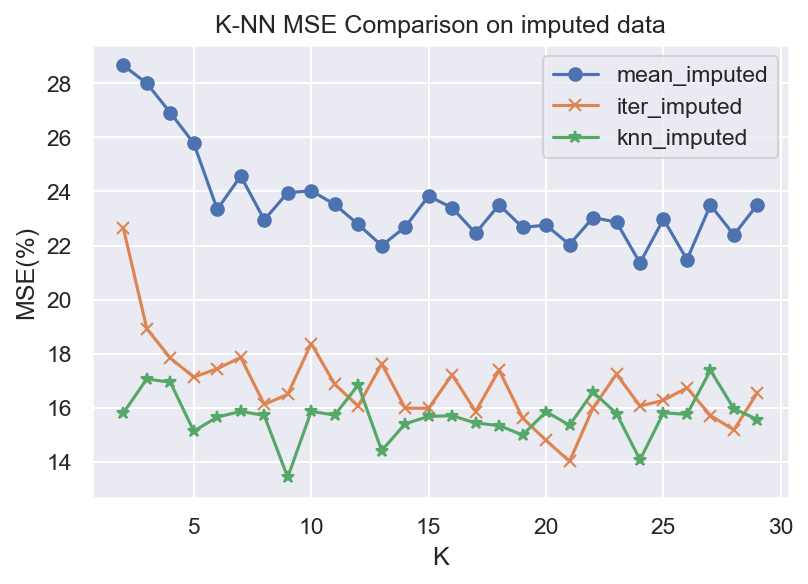 K-NN MSE Comparison on imputed data
mean_imputed
iter_imputed
knn_imputed
MSE(%)
28
26
24
22
20
18
16
14
5 10 15 20 25 30
K